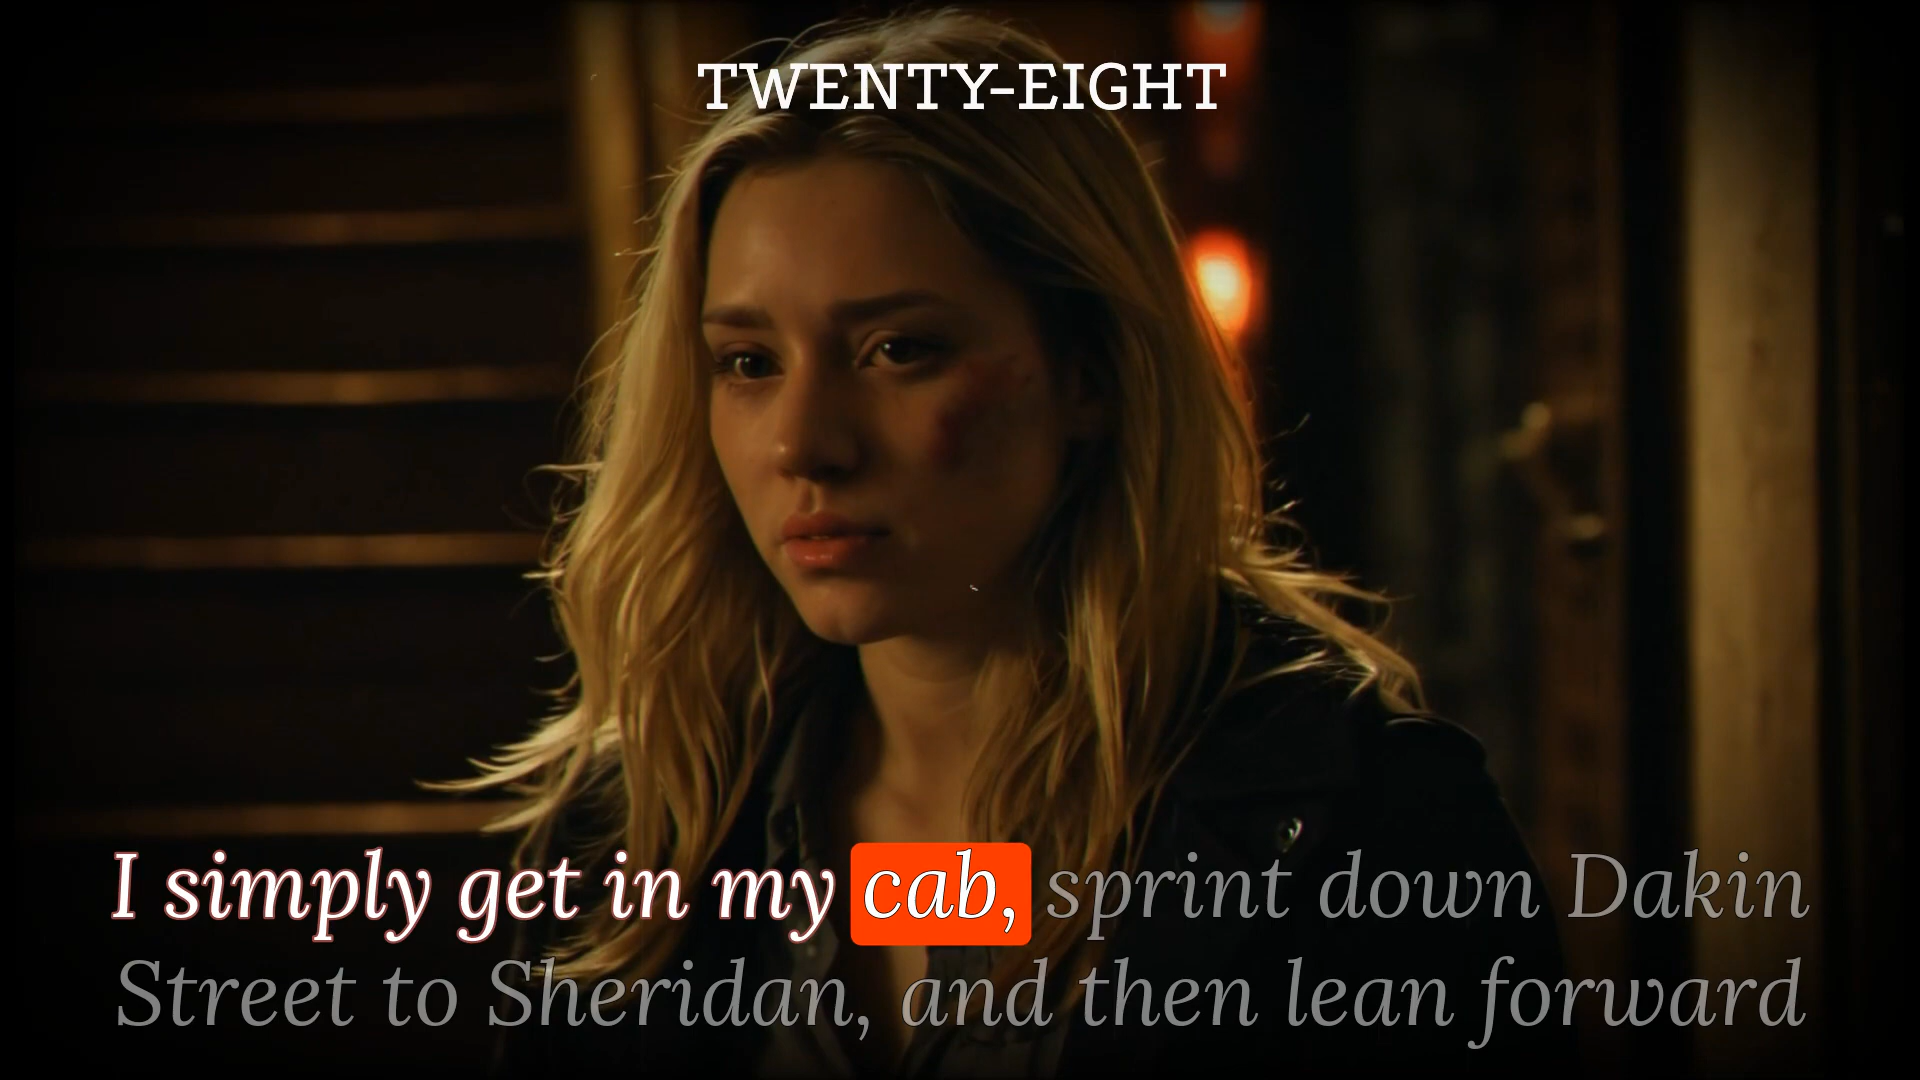 TWENTY-EIGHT
I simply get in my cab, sprint down Dakin
Street to Sheridan, and then lean forward